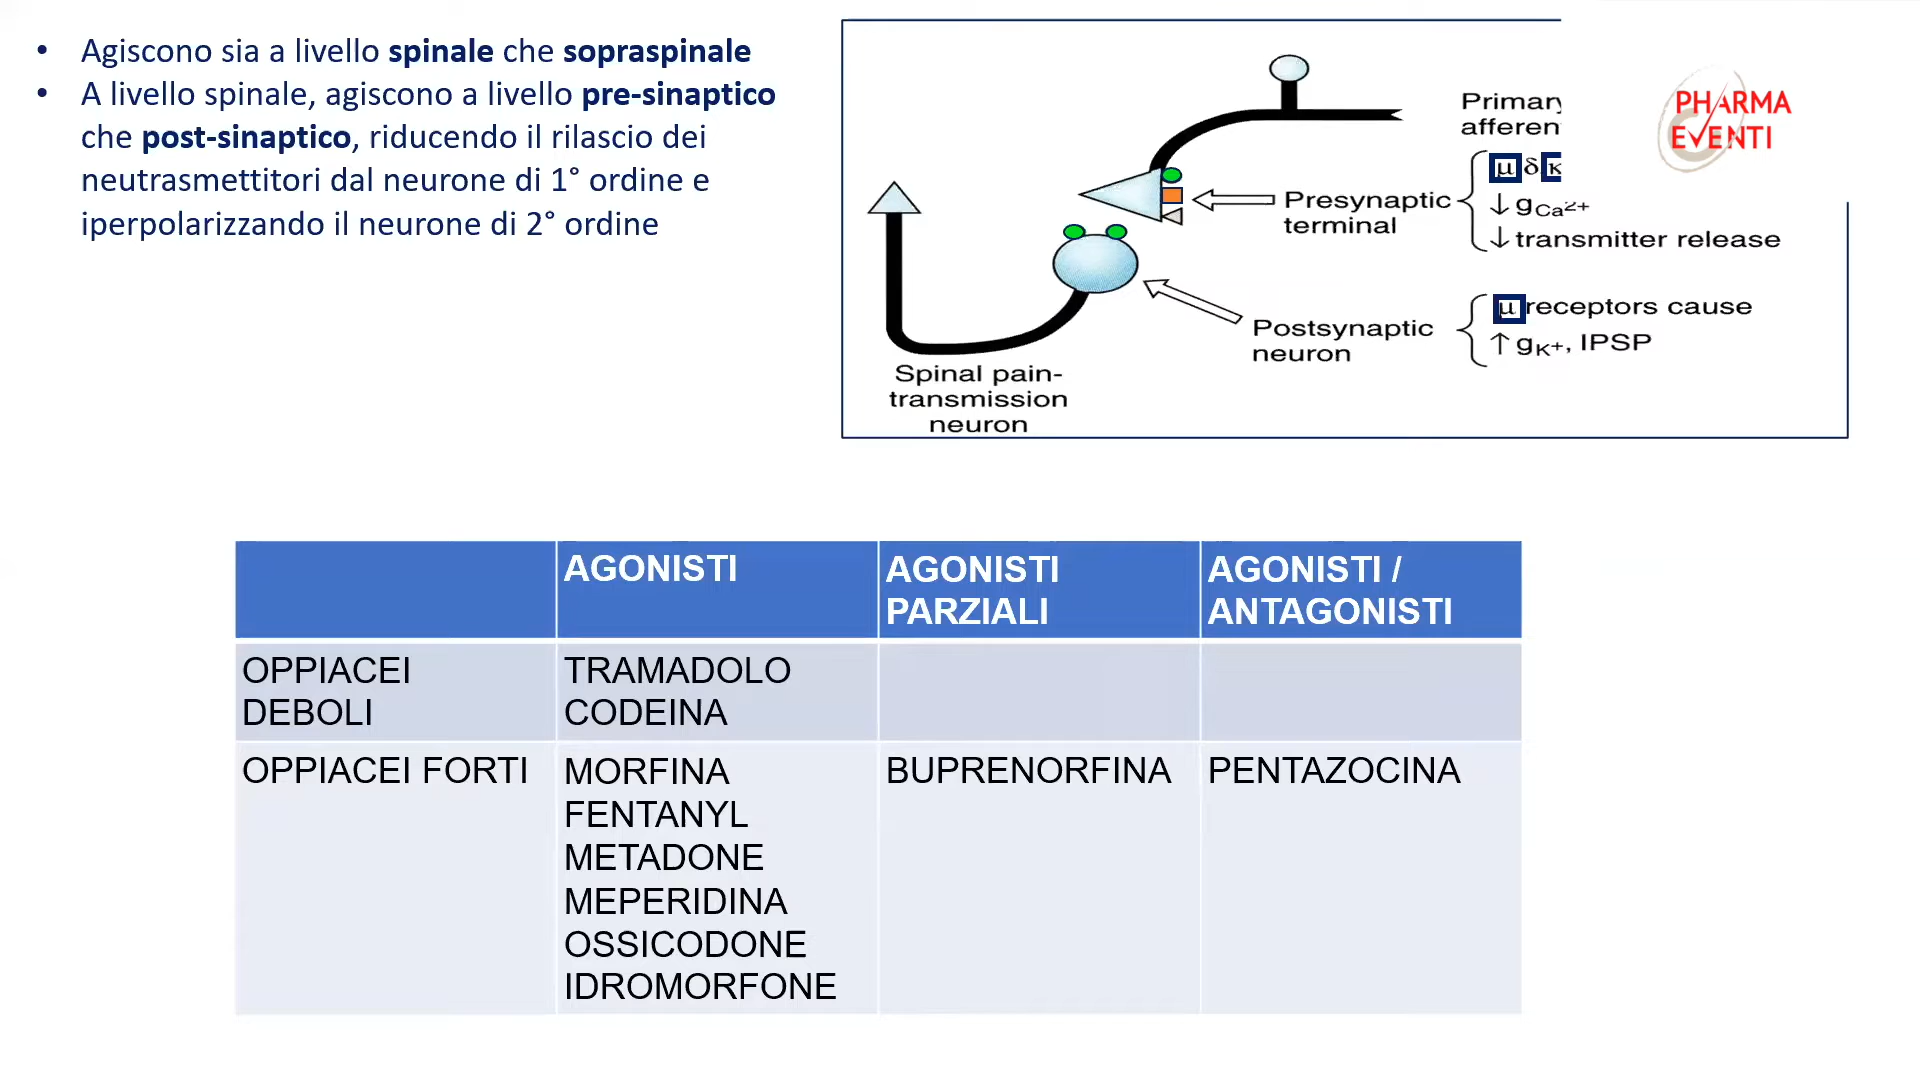 • Agiscono sia a livello spinale che sopraspinale
• A livello spinale, agiscono a livello pre-sinaptico
che post-sinaptico, riducendo il rilascio dei
neutrasmettitori dal neurone di 1° ordine e
iperpolarizzando il neurone di 2° ordine
Primary
afferen
μ δ κ
↓ gCa2+
↓ transmitter release
Presynaptic
terminal
μ receptors cause
↑ gK+, IPSP
Postsynaptic
neuron
Spinal pain-
transmission
neuron
PHARMA
EVENTI
AGONISTI
AGONISTI
PARZIALI
AGONISTI /
ANTAGONISTI
OPPIACEI
DEBOLI
TRAMADOLO
CODEINA
OPPIACEI FORTI
MORFINA
FENTANYL
METADONE
MEPERIDINA
OSSICODONE
IDROMORFONE
BUPRENORFINA
PENTAZOCINA